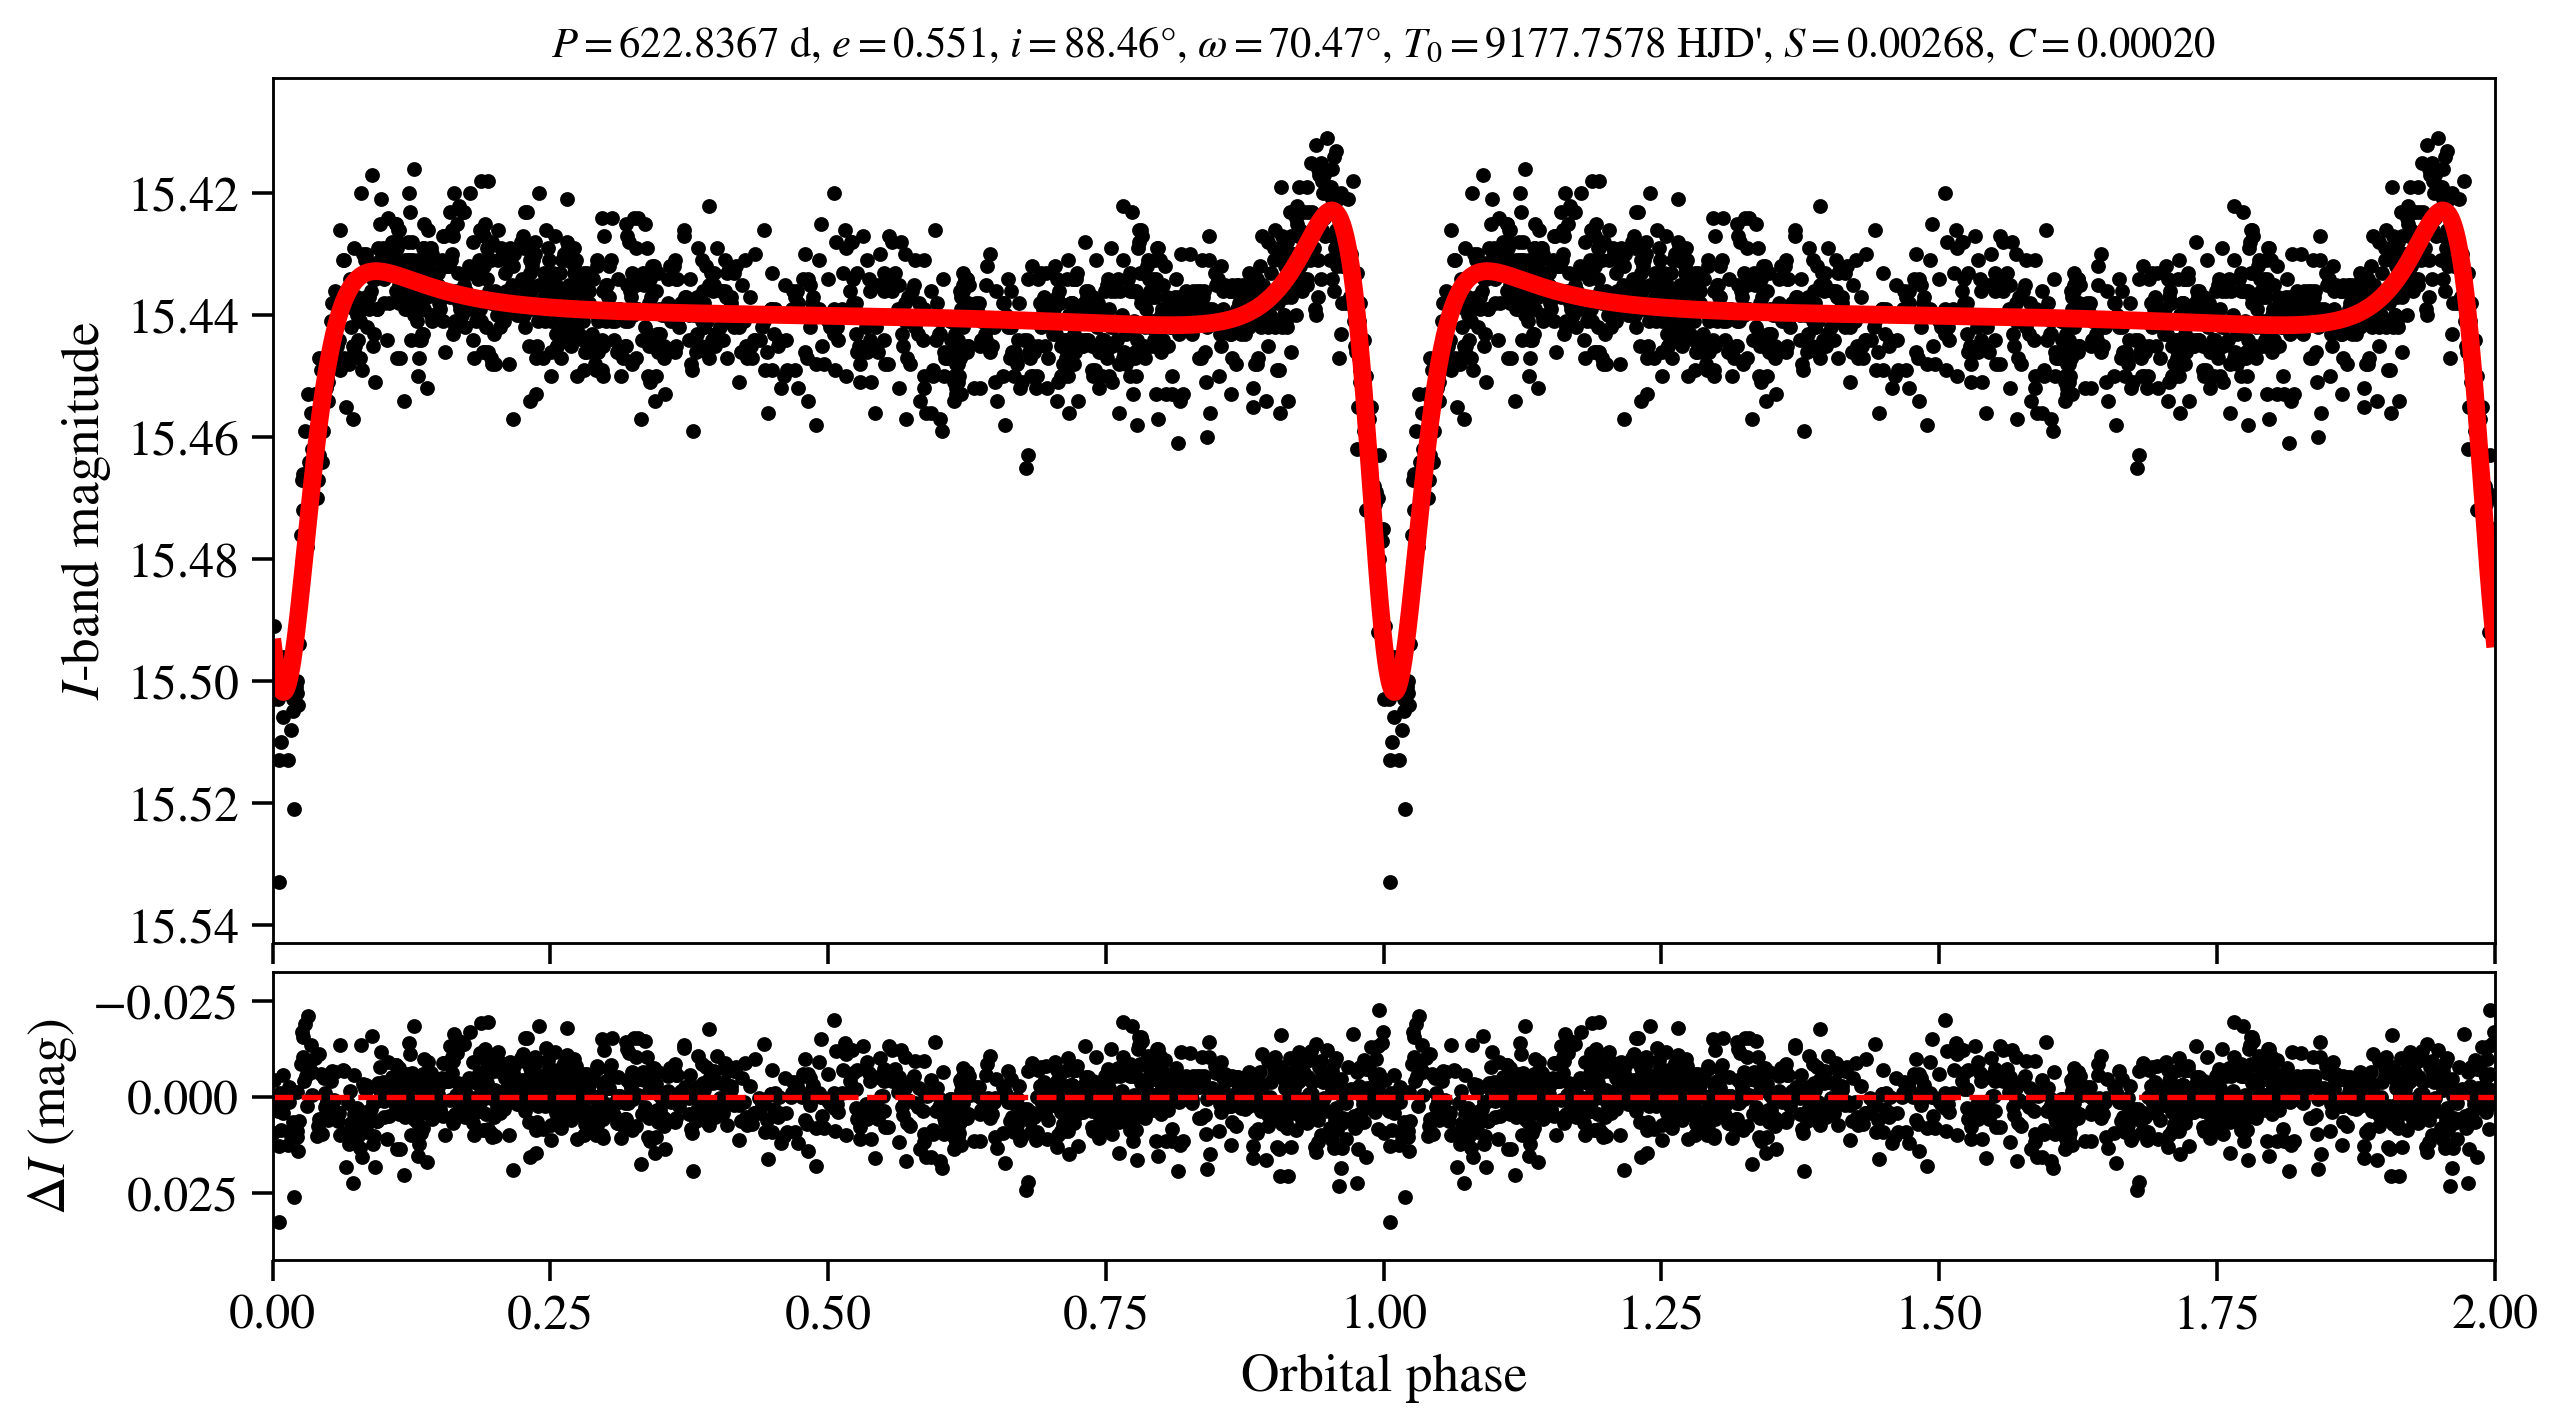 P = 622.8367 d, e = 0.551, i = 88.46°, ω = 70.47°, T₀ = 9177.7578 HJD', S = 0.00268, C = 0.00020
I-band magnitude
15.42
15.44
15.46
15.48
15.50
15.52
15.54
ΔI (mag)
−0.025
0.000
0.025
0.00 0.25 0.50 0.75 1.00 1.25 1.50 1.75 2.00
Orbital phase